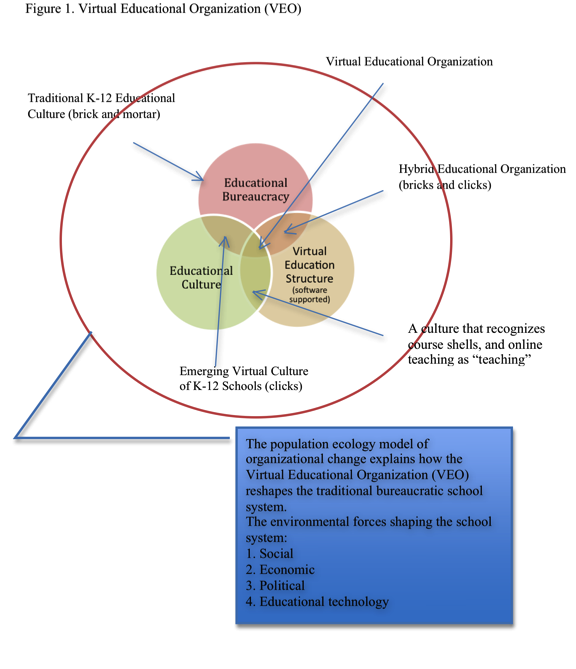 Figure 1. Virtual Educational Organization (VEO)
Virtual Educational Organization
Traditional K-12 Educational
Culture (brick and mortar)
Hybrid Educational Organization
(bricks and clicks)
Educational
Bureaucracy
Virtual
Education
Structure
(software
supported)
Educational
Culture
A culture that recognizes
course shells, and online
teaching as “teaching”
Emerging Virtual Culture
of K-12 Schools (clicks)
The population ecology model of
organizational change explains how the
Virtual Educational Organization (VEO)
reshapes the traditional bureaucratic school
system.
The environmental forces shaping the school
system:
1. Social
2. Economic
3. Political
4. Educational technology